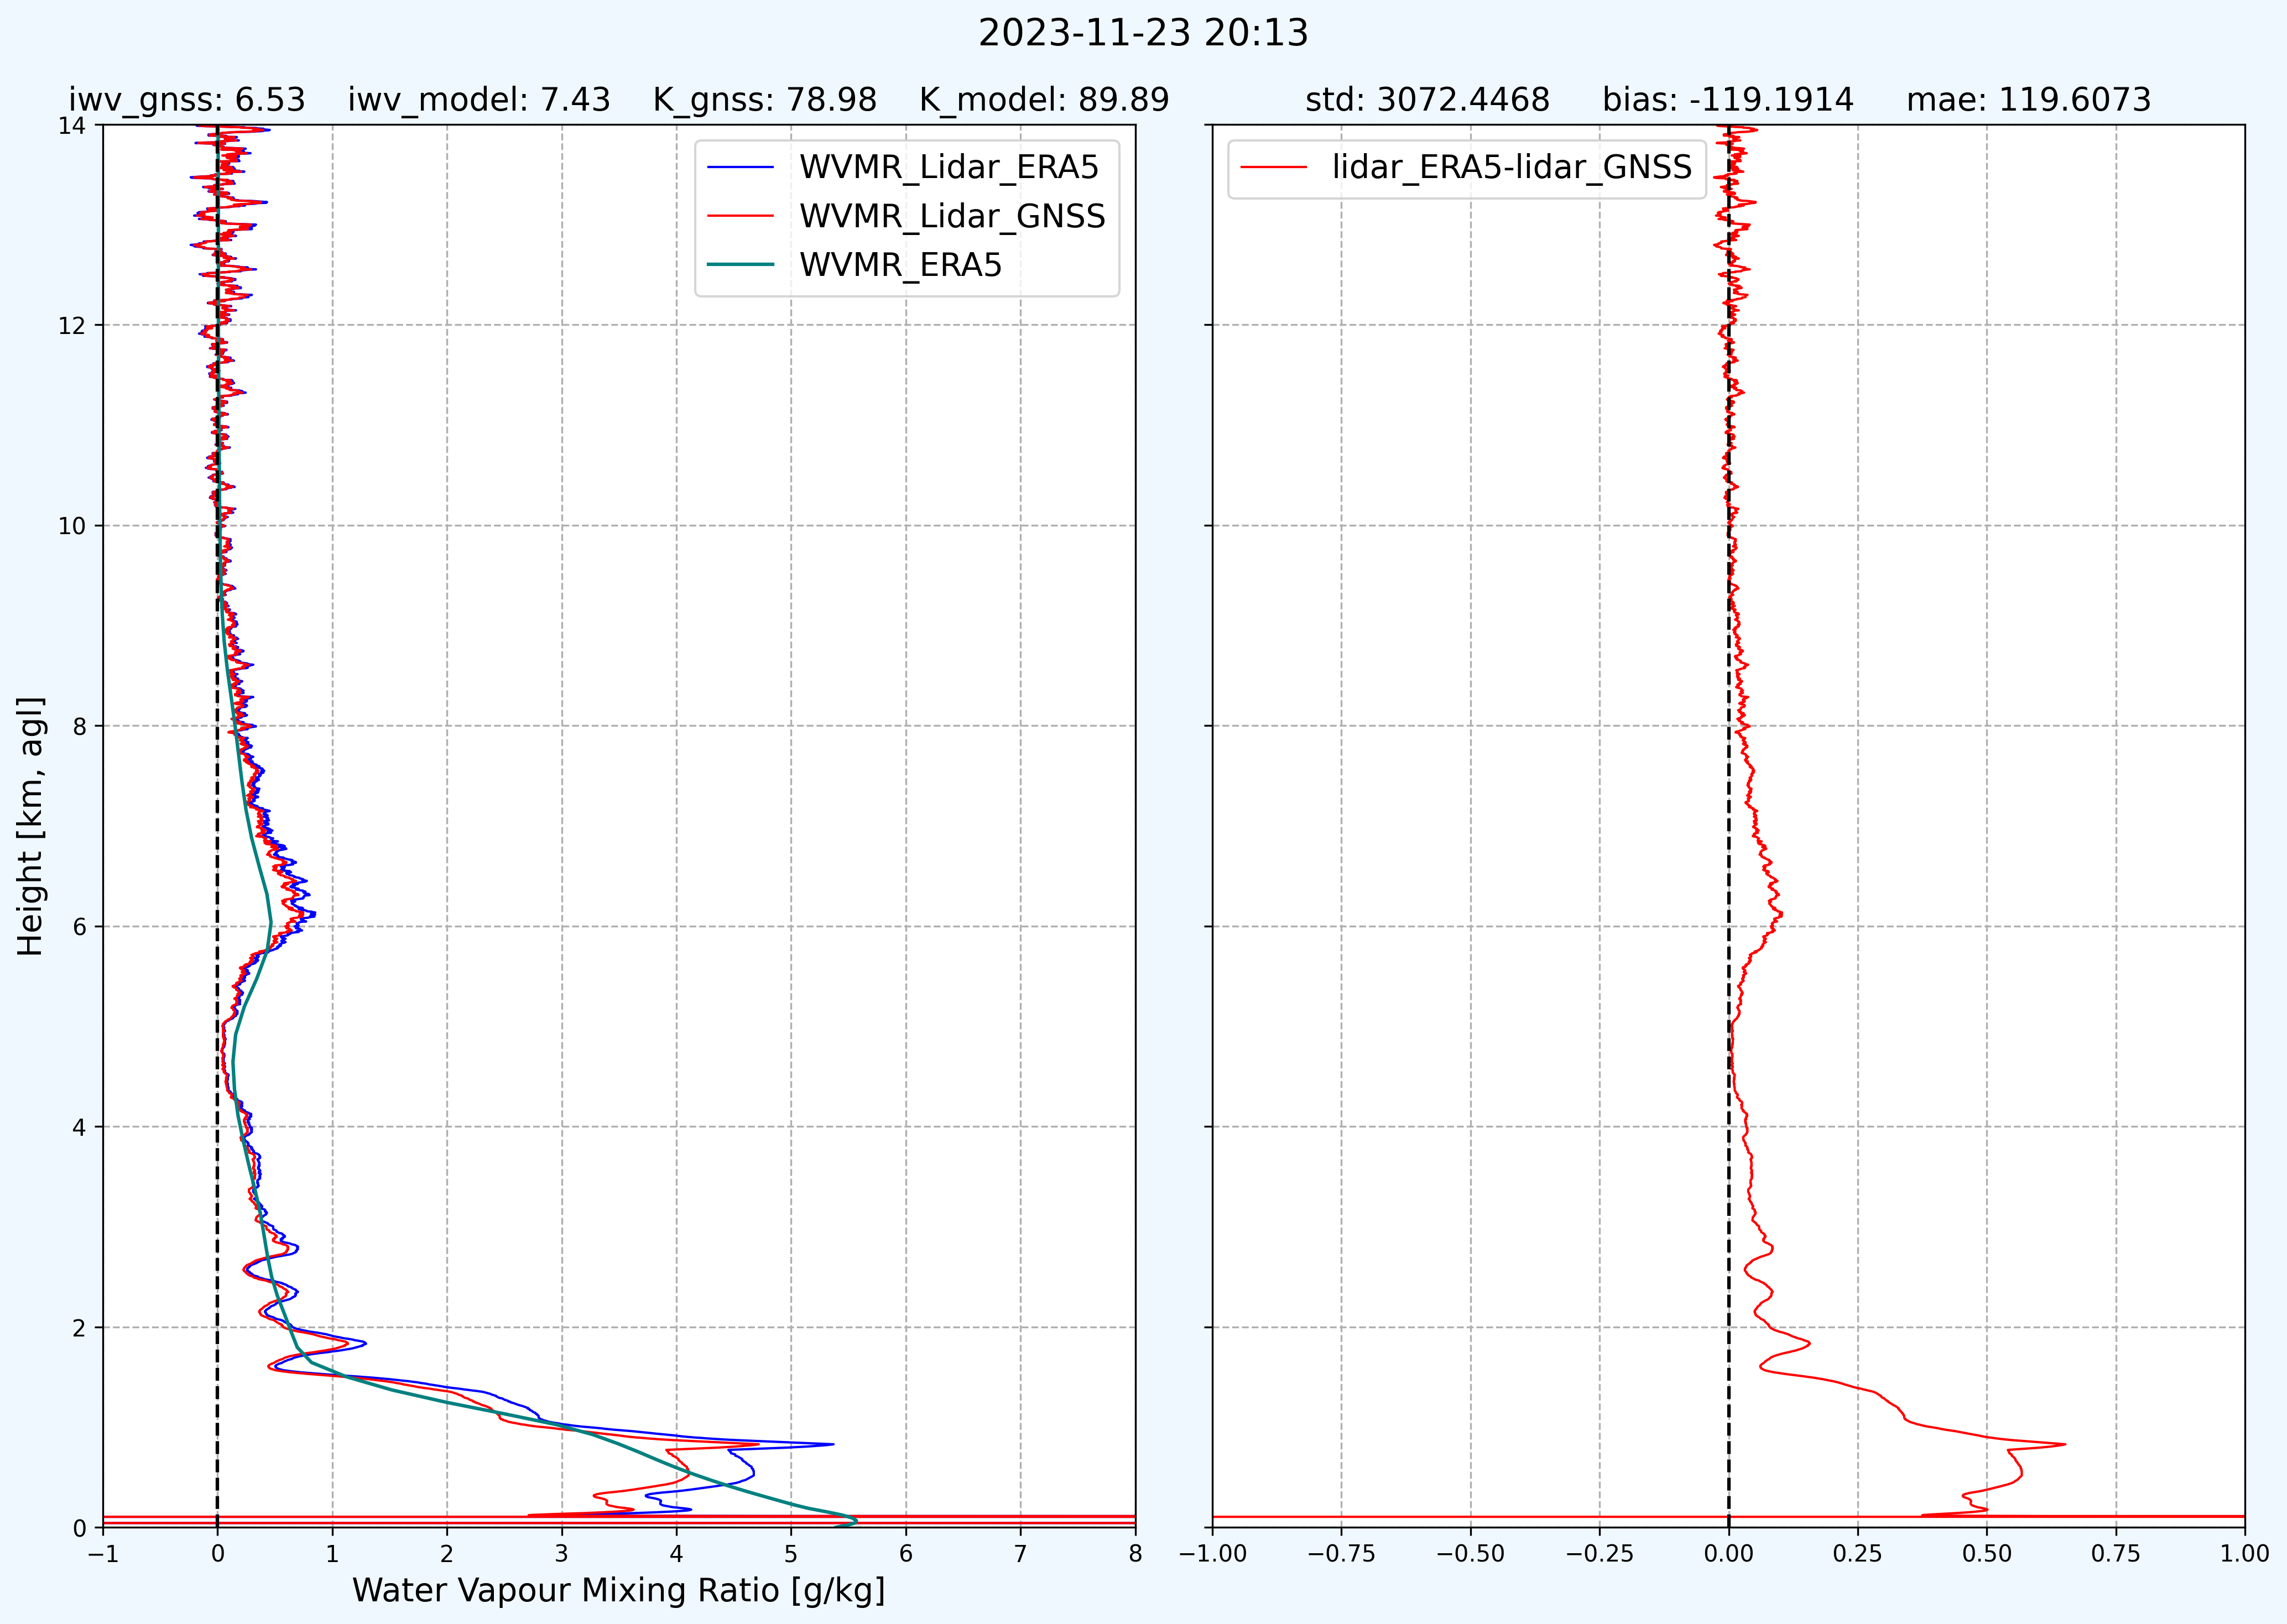 2023-11-23 20:13
iwv_gnss: 6.53 iwv_model: 7.43 K_gnss: 78.98 K_model: 89.89
std: 3072.4468 bias: -119.1914 mae: 119.6073
WVMR_Lidar_ERA5
WVMR_Lidar_GNSS
WVMR_ERA5
lidar_ERA5-lidar_GNSS
Height [km, agl]
14
12
10
8
6
4
2
0
−1 0 1 2 3 4 5 6 7 8
Water Vapour Mixing Ratio [g/kg]
−1.00 −0.75 −0.50 −0.25 0.00 0.25 0.50 0.75 1.00